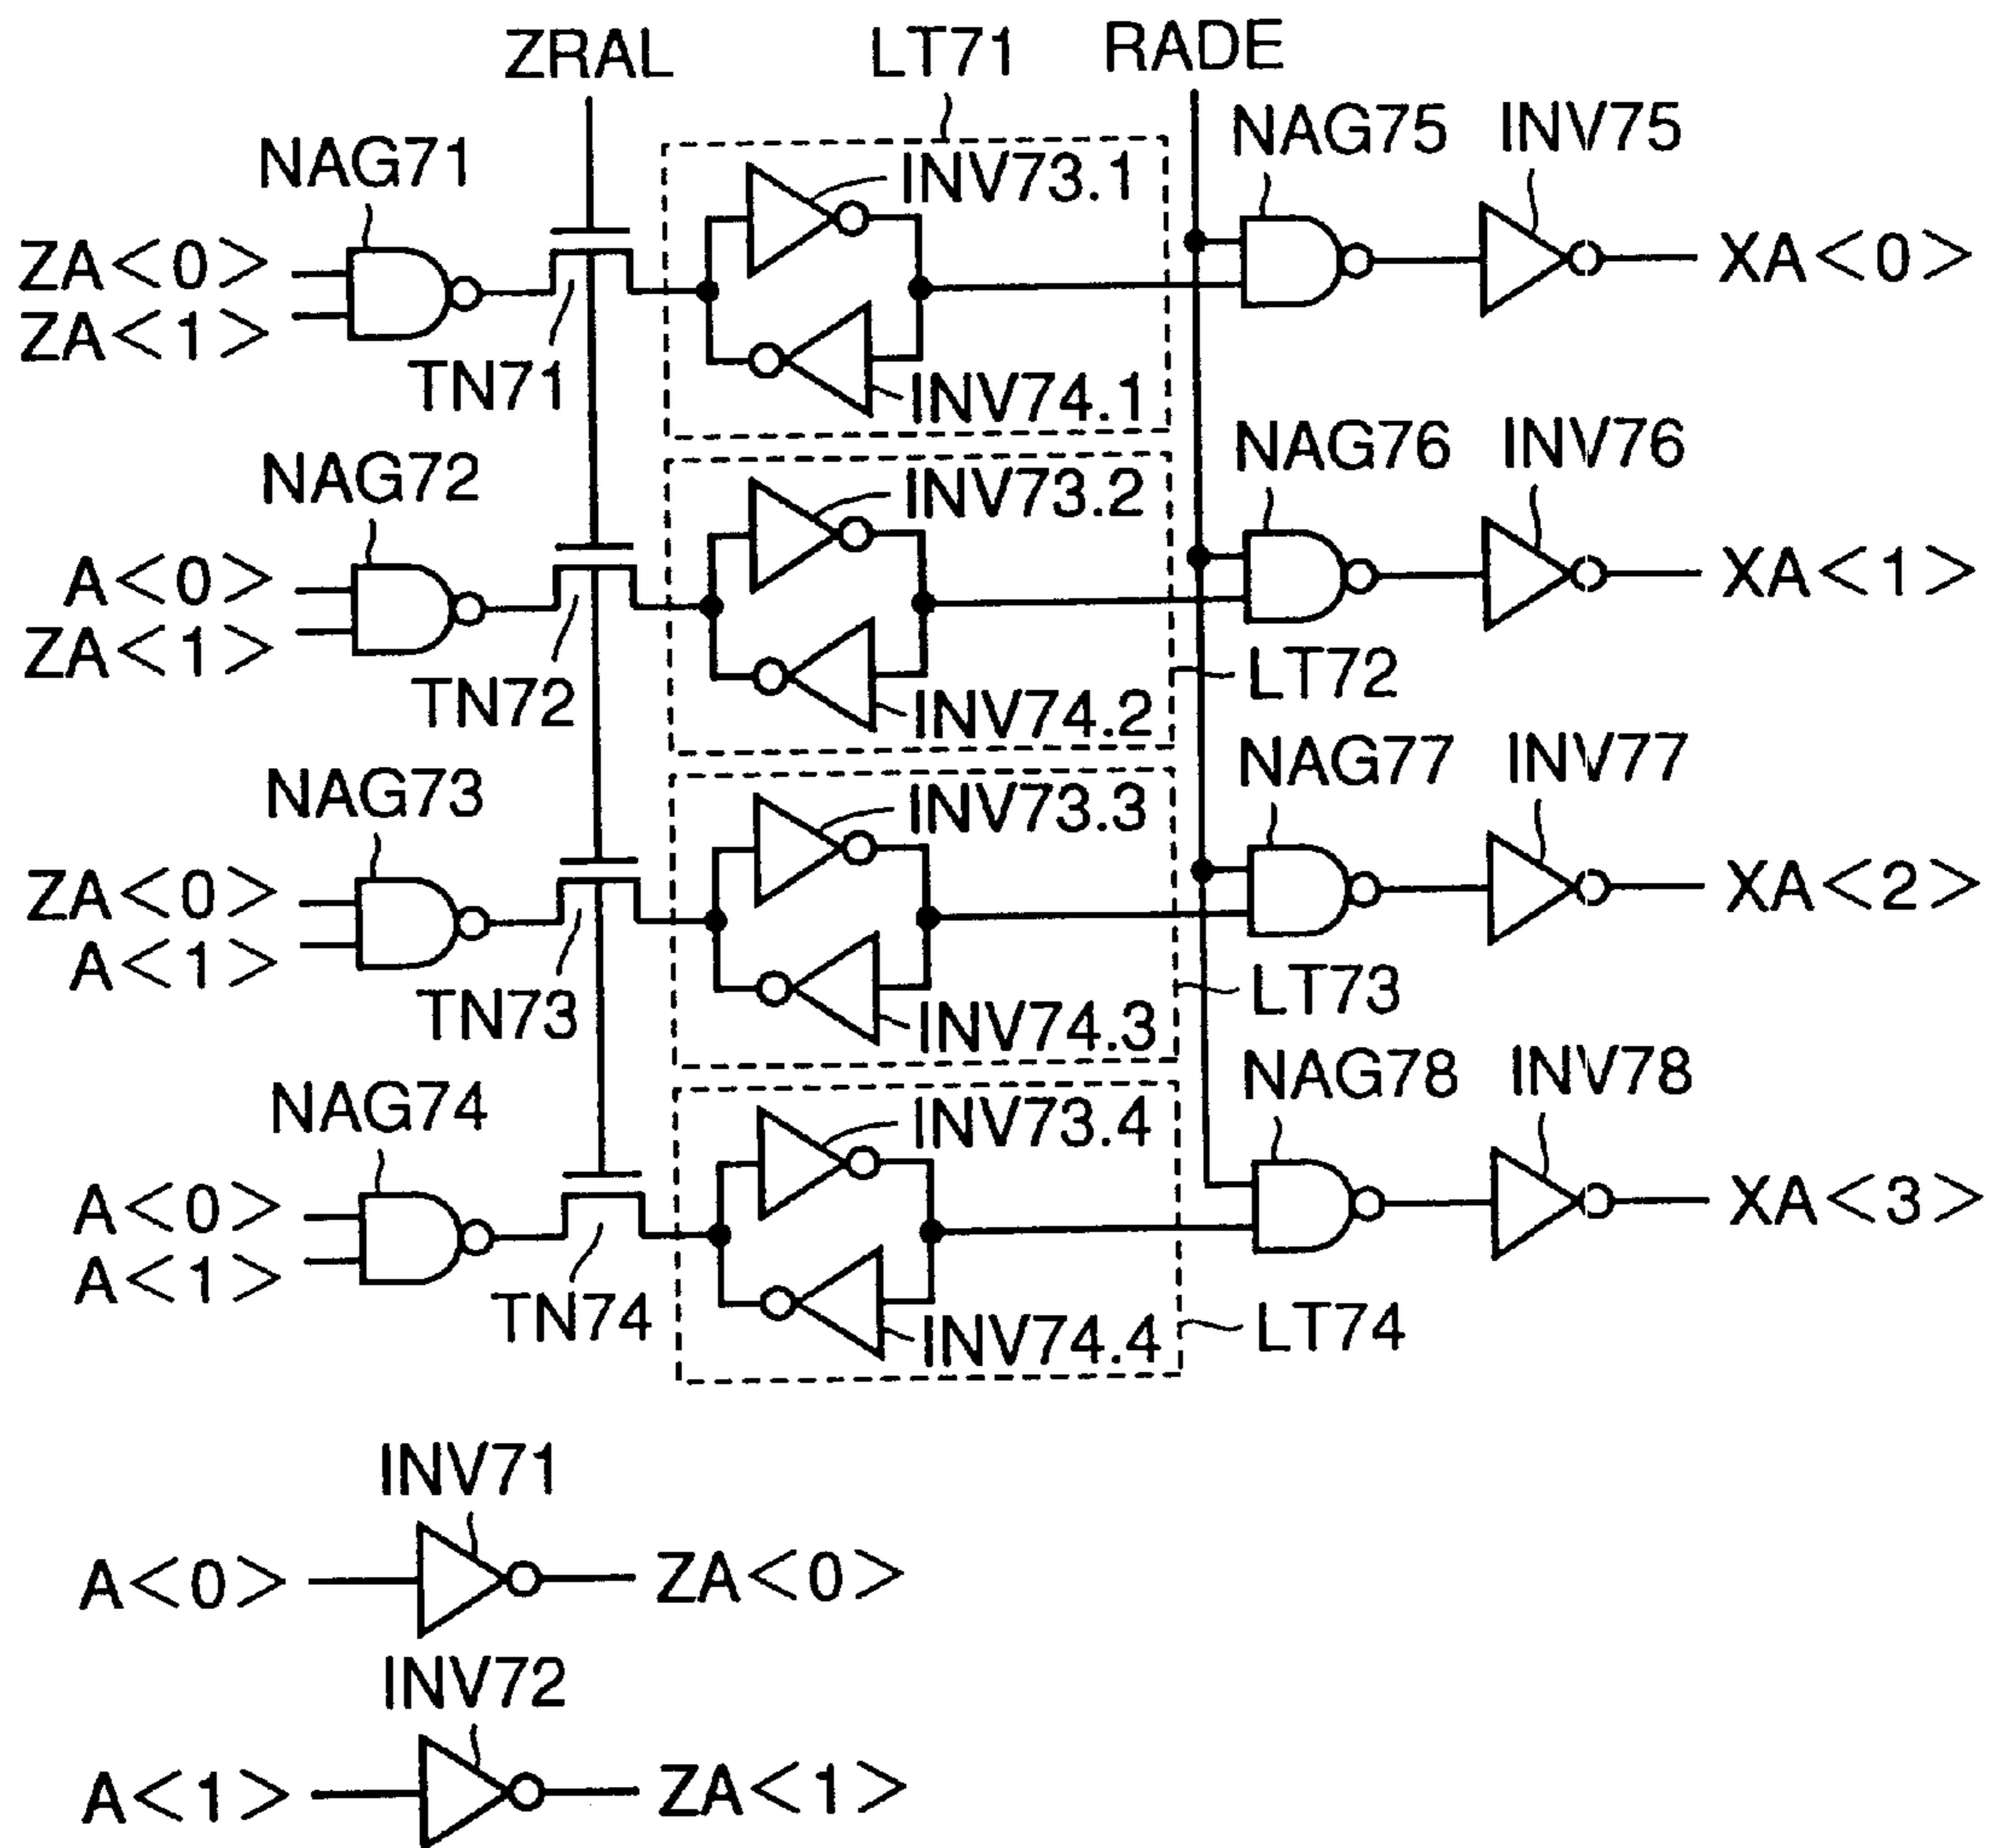 ZRAL
LT71
RADE
NAG71
INV73.1
NAG75
INV75
ZA<0>
ZA<1>
TN71
INV74.1
XA<0>
NAG72
INV73.2
NAG76
INV76
A<0>
ZA<1>
TN72
INV74.2
LT72
XA<1>
NAG73
INV73.3
NAG77
INV77
ZA<0>
A<1>
TN73
INV74.3
LT73
XA<2>
NAG74
INV73.4
NAG78
INV78
A<0>
A<1>
TN74
INV74.4
LT74
XA<3>
INV71
A<0>
ZA<0>
INV72
A<1>
ZA<1>